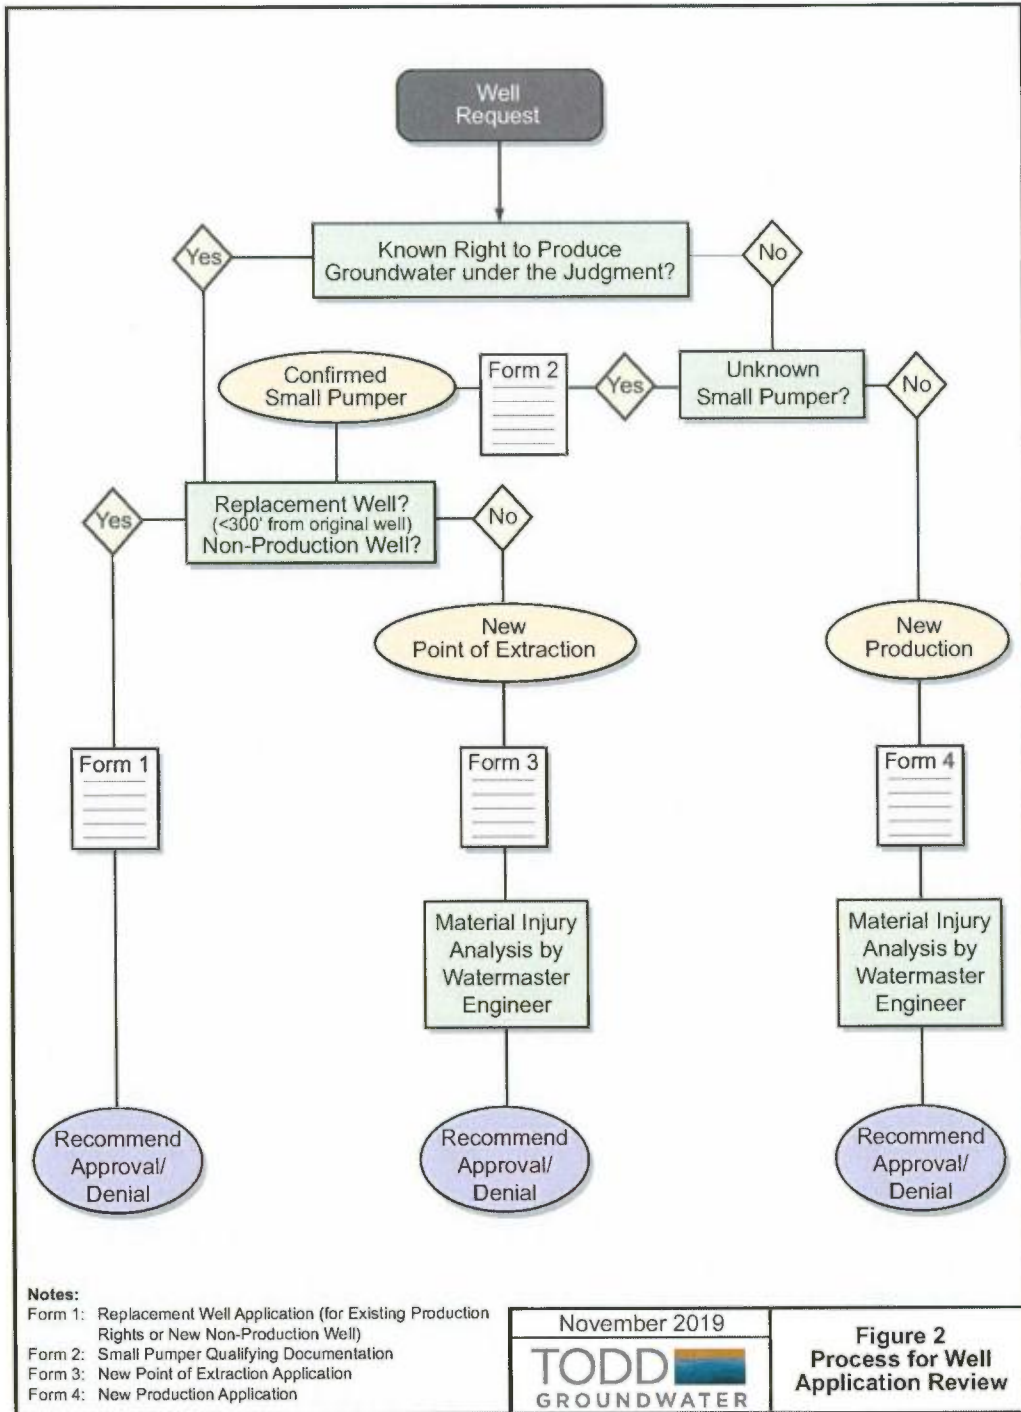 Well
Request
Yes
Known Right to Produce
Groundwater under the Judgment?
No
Confirmed
Small Pumper
Form 2
Yes
Unknown
Small Pumper?
No
Yes
Replacement Well?
(<300' from original well)
Non-Production Well?
No
New
Point of Extraction
New
Production
Form 1
Form 3
Form 4
Material Injury
Analysis by
Watermaster
Engineer
Material Injury
Analysis by
Watermaster
Engineer
Recommend
Approval/
Denial
Recommend
Approval/
Denial
Recommend
Approval/
Denial
Notes:
Form 1: Replacement Well Application (for Existing Production
Rights or New Non-Production Well)
Form 2: Small Pumper Qualifying Documentation
Form 3: New Point of Extraction Application
Form 4: New Production Application
November 2019
TODD
GROUNDWATER
Figure 2
Process for Well
Application Review